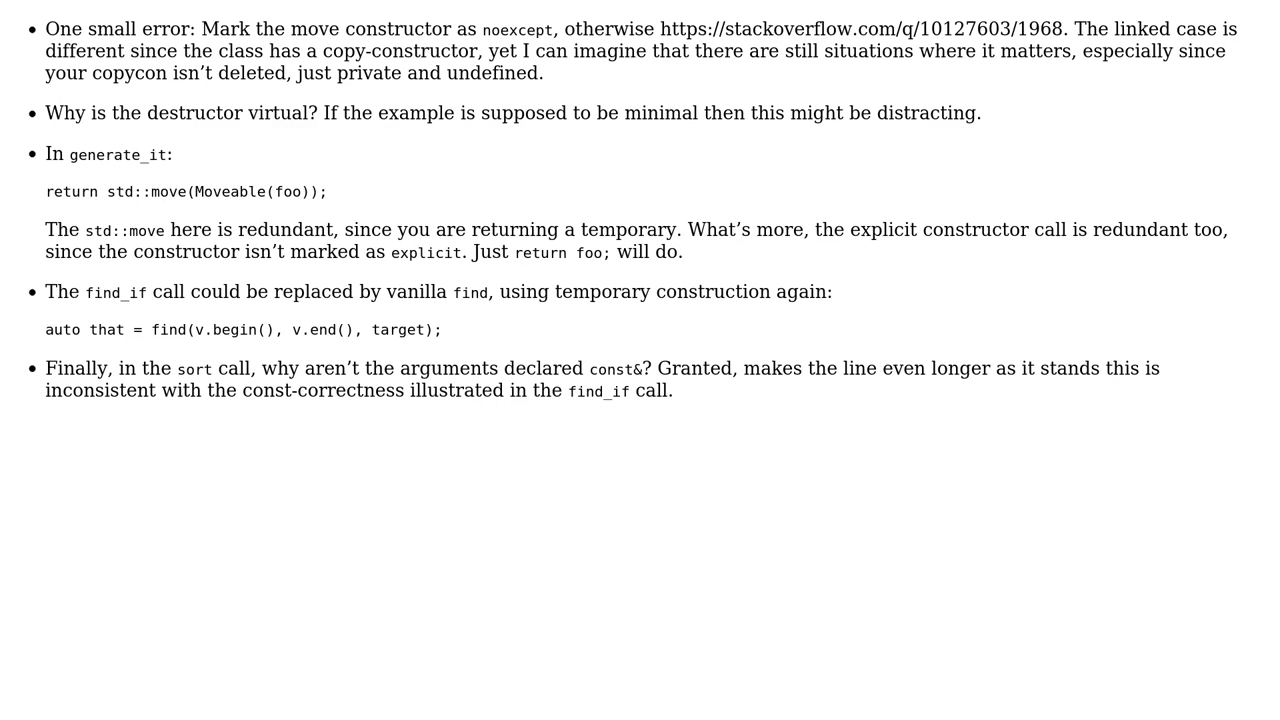 • One small error: Mark the move constructor as noexcept, otherwise https://stackoverflow.com/q/10127603/1968. The linked case is
different since the class has a copy-constructor, yet I can imagine that there are still situations where it matters, especially since
your copycon isn’t deleted, just private and undefined.
• Why is the destructor virtual? If the example is supposed to be minimal then this might be distracting.
• In generate_it:
return std::move(Moveable(foo));
The std::move here is redundant, since you are returning a temporary. What’s more, the explicit constructor call is redundant too,
since the constructor isn’t marked as explicit. Just return foo; will do.
• The find_if call could be replaced by vanilla find, using temporary construction again:
auto that = find(v.begin(), v.end(), target);
• Finally, in the sort call, why aren’t the arguments declared const&? Granted, makes the line even longer as it stands this is
inconsistent with the const-correctness illustrated in the find_if call.